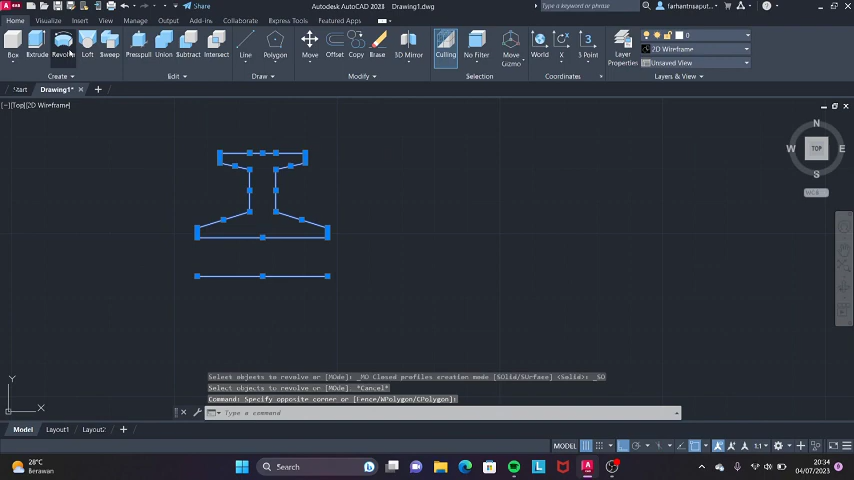 Share
Autodesk AutoCAD 2028 Drawing1.dwg
Type a keyword or phrase
farhantnsaput...
Home Visualize Insert View Manage Output Add-ins Collaborate Express Tools Featured Apps
Box Extrude Revolve Loft Sweep Presspull Union Subtract Intersect Line Polygon Move Offset Copy Erase 3D Mirror Culling No Filter Move Gizmo World X 3 Point Layer Properties
0
2D Wireframe
Unsaved View
Create Edit Draw Modify Selection Coordinates Layers & View
Start Drawing1*
[−][Top][2D Wireframe]
N
W TOP E
S
WCS
Select objects to revolve or [MOde]: _MO Closed profiles creation mode [SOlid/SUrface] <Solid>: _SO
Select objects to revolve or [MOde]: *Cancel*
Command: Specify opposite corner or [Fence/WPolygon/CPolygon]:
Type a command
Y
X
Model Layout1 Layout2
MODEL 1:1
28°C
Berawan
Search
20:34
04/07/2023